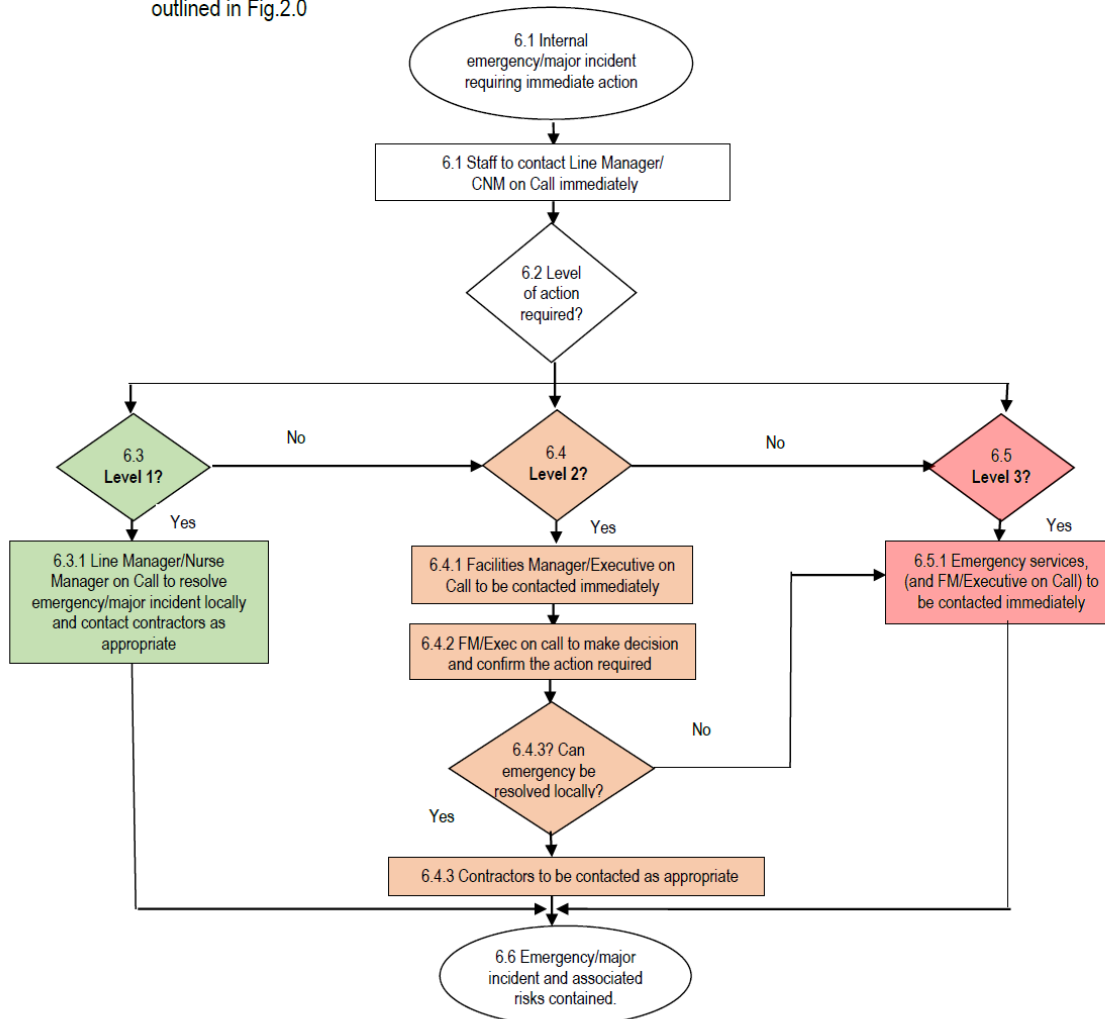 outlined in Fig.2.0
6.1 Internal
emergency/major incident
requiring immediate action
6.1 Staff to contact Line Manager/
CNM on Call immediately
6.2 Level
of action
required?
6.3
Level 1?
No
6.4
Level 2?
No
6.5
Level 3?
Yes
Yes
Yes
6.3.1 Line Manager/Nurse
Manager on Call to resolve
emergency/major incident locally
and contact contractors as
appropriate
6.4.1 Facilities Manager/Executive on
Call to be contacted immediately
6.5.1 Emergency services,
(and FM/Executive on Call) to
be contacted immediately
6.4.2 FM/Exec on call to make decision
and confirm the action required
6.4.3? Can
emergency be
resolved locally?
No
Yes
6.4.3 Contractors to be contacted as appropriate
6.6 Emergency/major
incident and associated
risks contained.